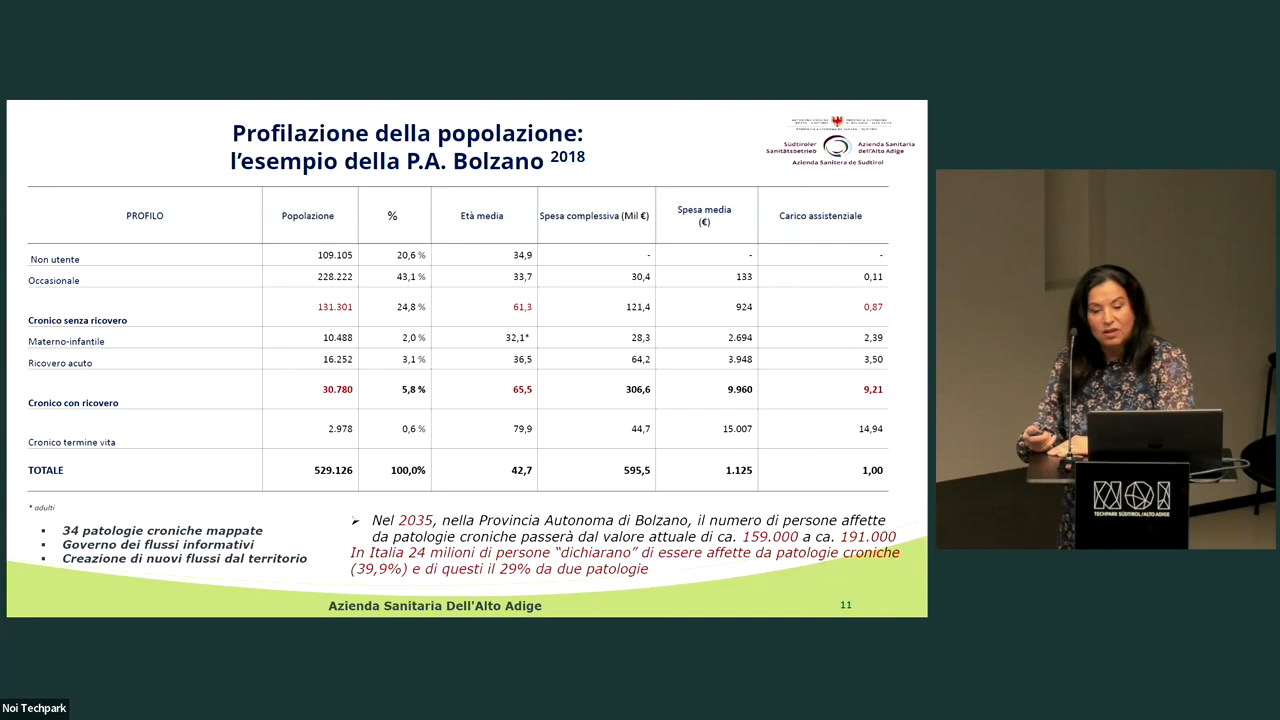 Profilazione della popolazione:
l’esempio della P.A. Bolzano 2018
Südtiroler Sanitätsbetrieb
Azienda Sanitaria dell'Alto Adige
Azienda Sanitera de Sudtirol
PROFILO Popolazione % Età media Spesa complessiva (Mil €) Spesa media (€) Carico assistenziale
Non utente 109.105 20,6 % 34,9 - - -
Occasionale 228.222 43,1 % 33,7 30,4 133 0,11
Cronico senza ricovero 131.301 24,8 % 61,3 121,4 924 0,87
Materno-infantile 10.488 2,0 % 32,1* 28,3 2.694 2,39
Ricovero acuto 16.252 3,1 % 36,5 64,2 3.948 3,50
Cronico con ricovero 30.780 5,8 % 65,5 306,6 9.960 9,21
Cronico termine vita 2.978 0,6 % 79,9 44,7 15.007 14,94
TOTALE 529.126 100,0% 42,7 595,5 1.125 1,00
* adulti
▪ 34 patologie croniche mappate
▪ Governo dei flussi informativi
▪ Creazione di nuovi flussi dal territorio
➢ Nel 2035, nella Provincia Autonoma di Bolzano, il numero di persone affette
da patologie croniche passerà dal valore attuale di ca. 159.000 a ca. 191.000
In Italia 24 milioni di persone “dichiarano” di essere affette da patologie croniche
(39,9%) e di questi il 29% da due patologie
Azienda Sanitaria Dell'Alto Adige
11
NOI
TECHPARK SÜDTIROL/ALTO ADIGE
Noi Techpark